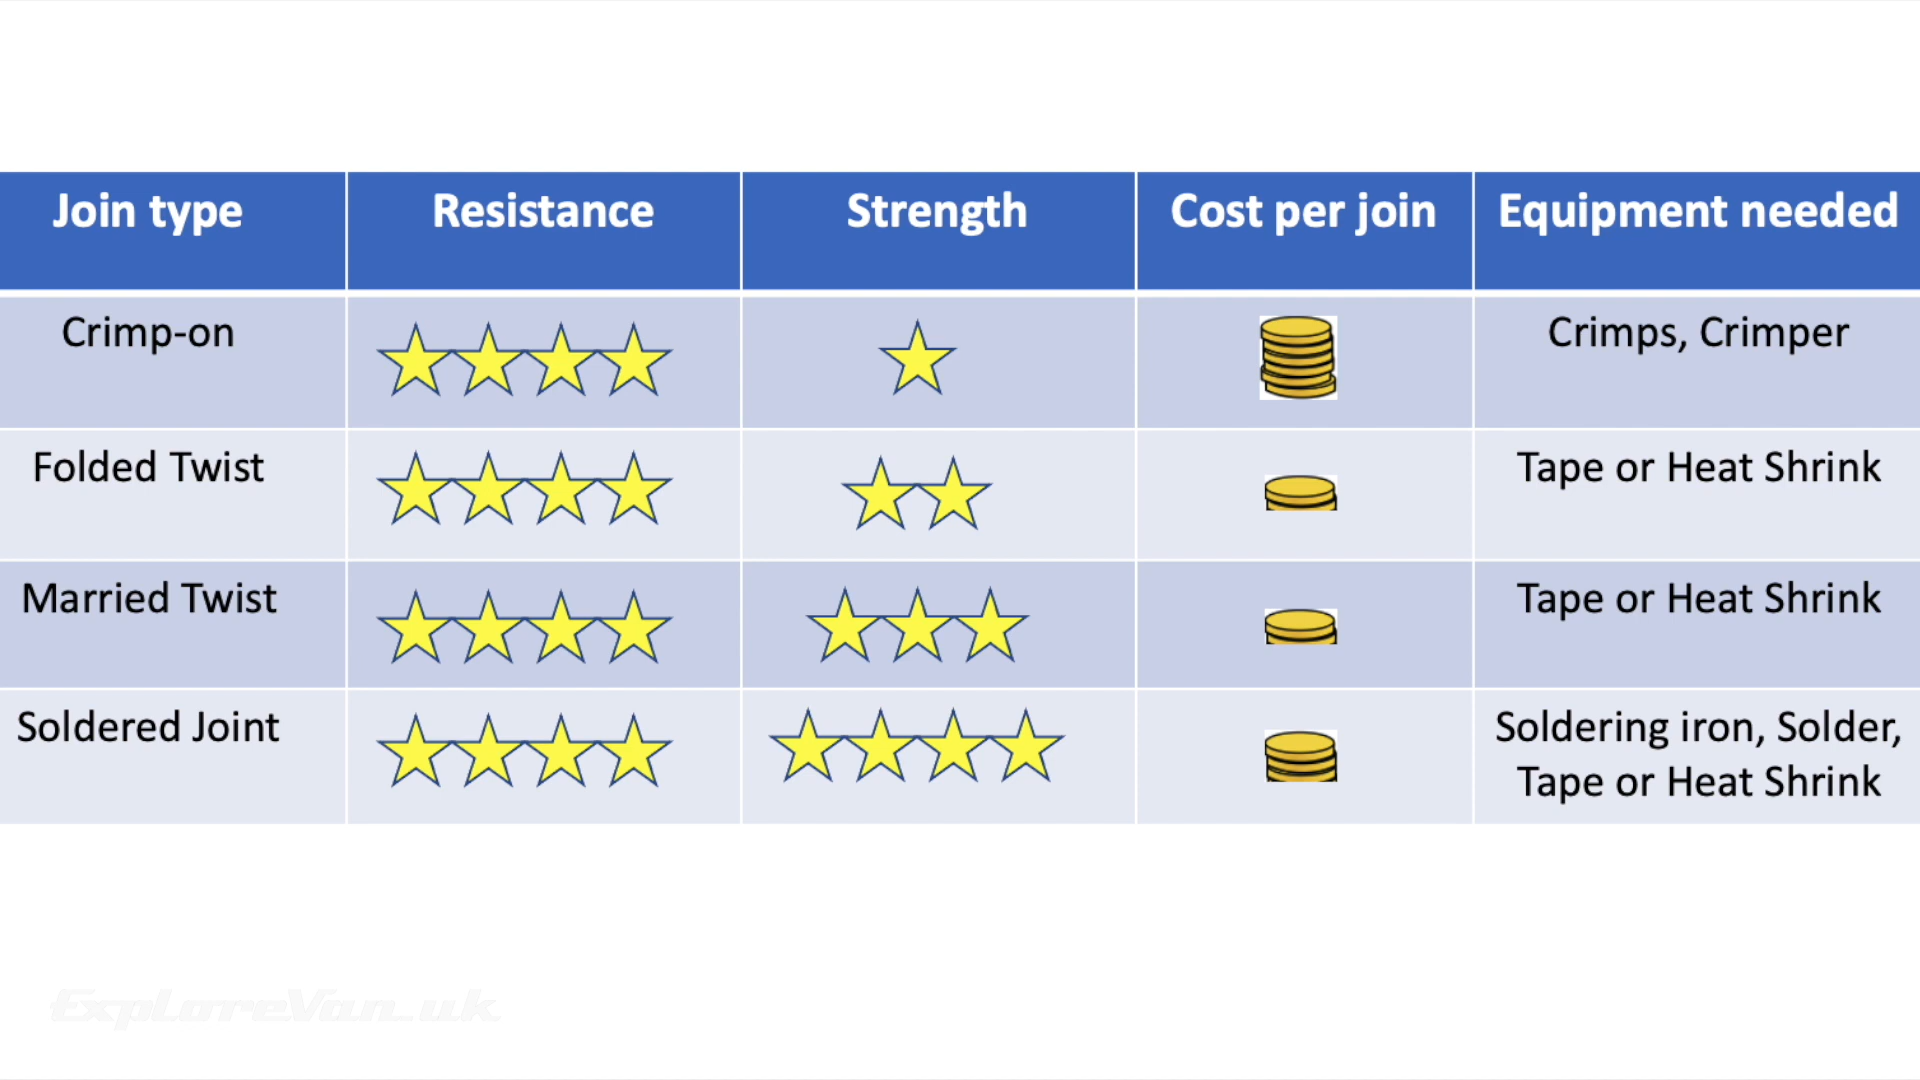 Join type
Resistance
Strength
Cost per join
Equipment needed
Crimp-on
Crimps, Crimper
Folded Twist
Tape or Heat Shrink
Married Twist
Tape or Heat Shrink
Soldered Joint
Soldering iron, Solder,
Tape or Heat Shrink
ExploreVan.uk